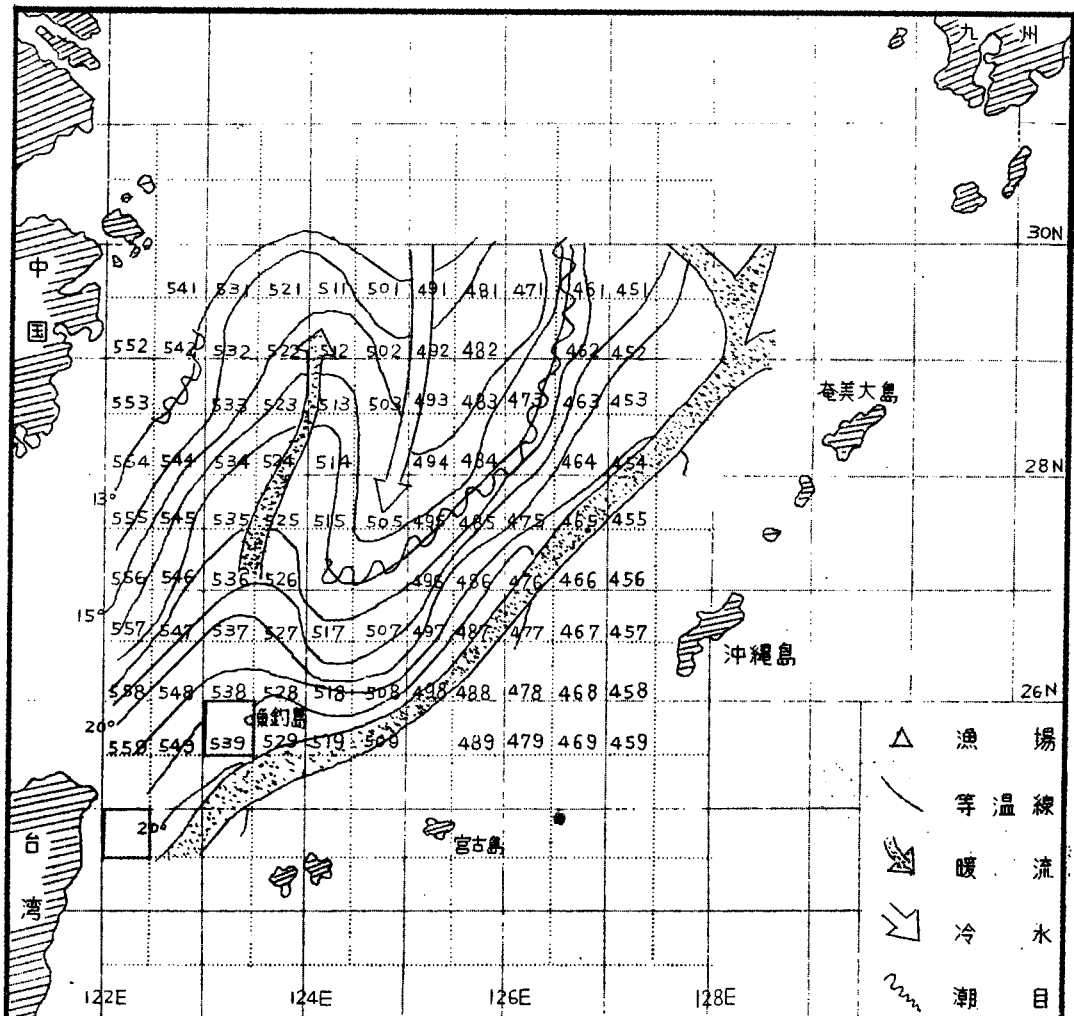 九 州
30N
中
国
541 531 521 511 501 491 481 471 461 451
552 542 532 522 512 502 492 482 462 452
奄美大島
553 533 523 513 503 493 483 473 463 453
554 544 534 524 514 494 484 464 454
28N
13°
555 545 535 525 515 505 495 485 475 465 455
556 546 536 526 496 486 476 466 456
15°
557 547 537 527 517 507 497 487 477 467 457
沖縄島
558 548 538 528 518 508 498 488 478 468 458
26N
20°
魚釣島
559 549 539 529 519 509 489 479 469 459
△ 漁 場
等 温 線
20°
台
湾
宮古島
暖 流
冷 水
潮 目
122E 124E 126E 128E